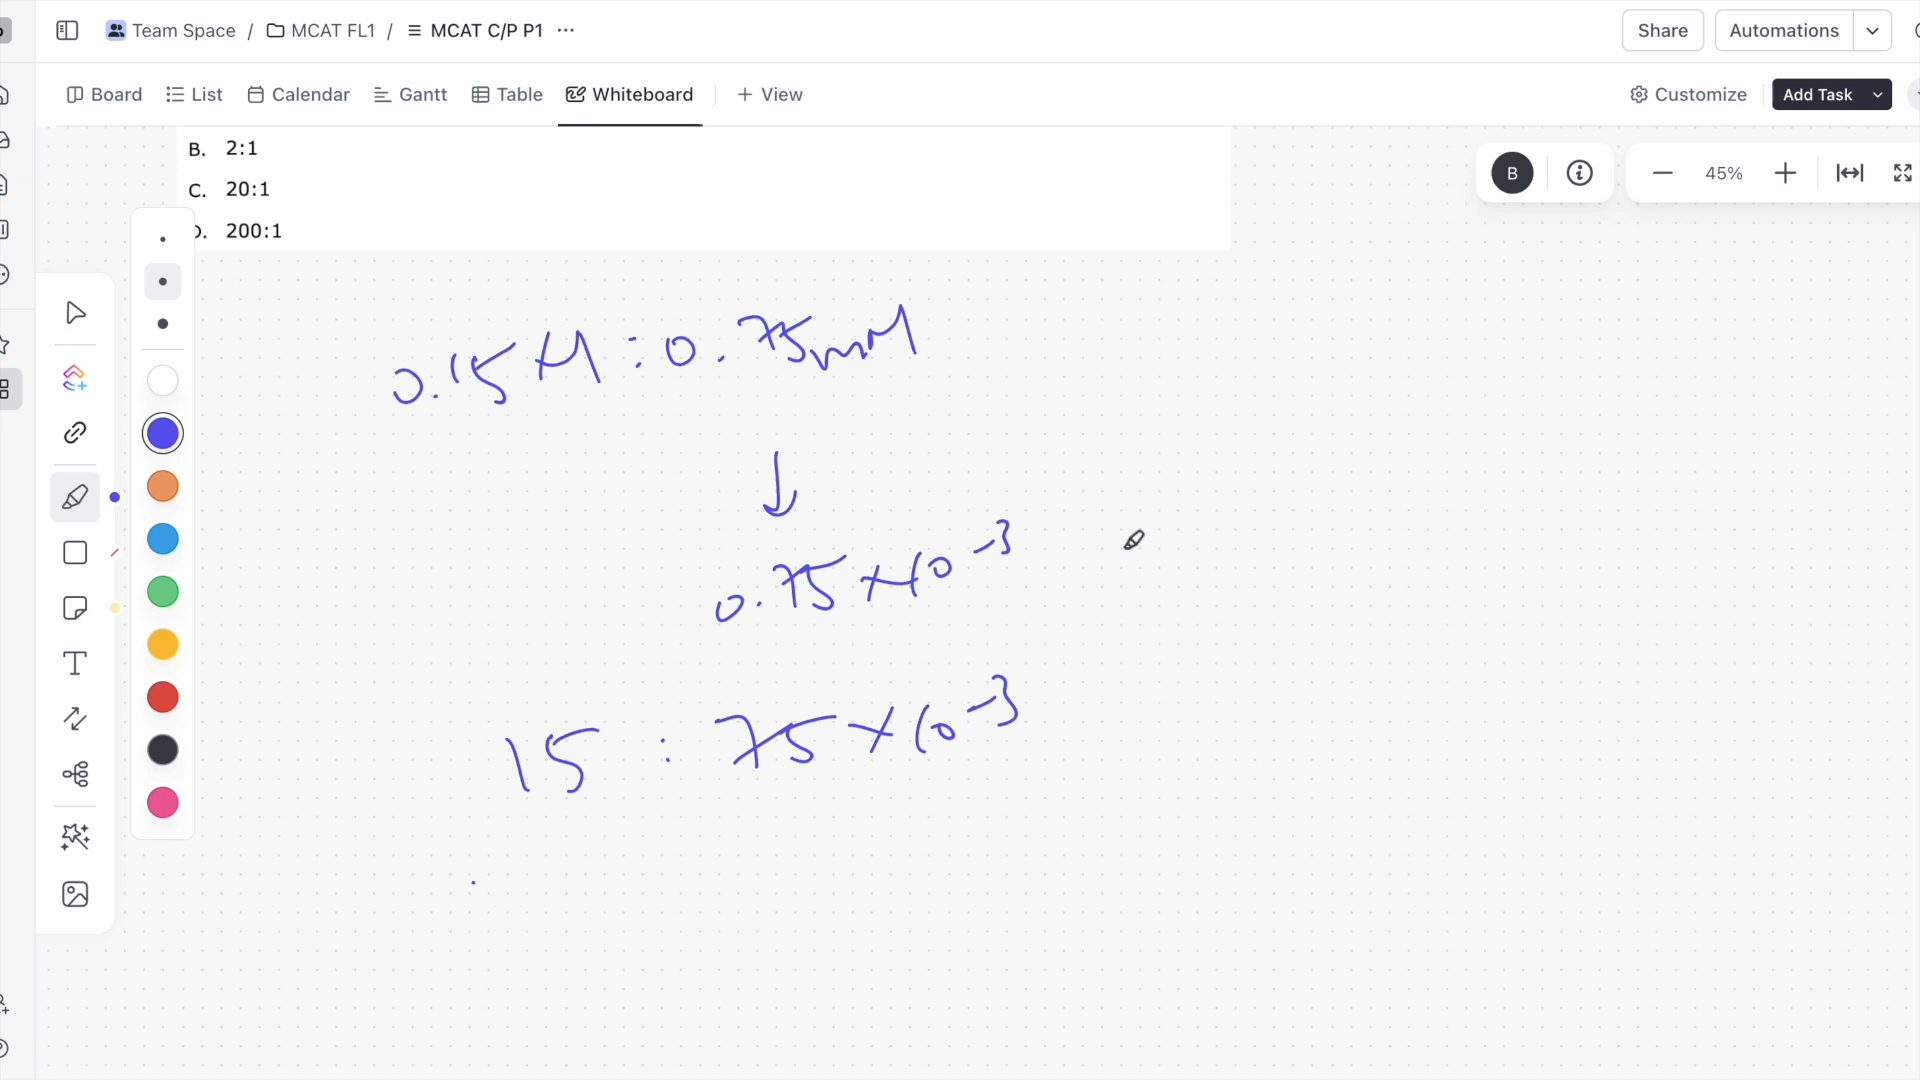 Team Space / MCAT FL1 / MCAT C/P P1 ...
Share
Automations
Board
List
Calendar
Gantt
Table
Whiteboard
+ View
Customize
Add Task
B. 2:1
C. 20:1
200:1
B
45%
0.15M : 0.75mM
0.75 x 10⁻³
15 : 75 x 10⁻³